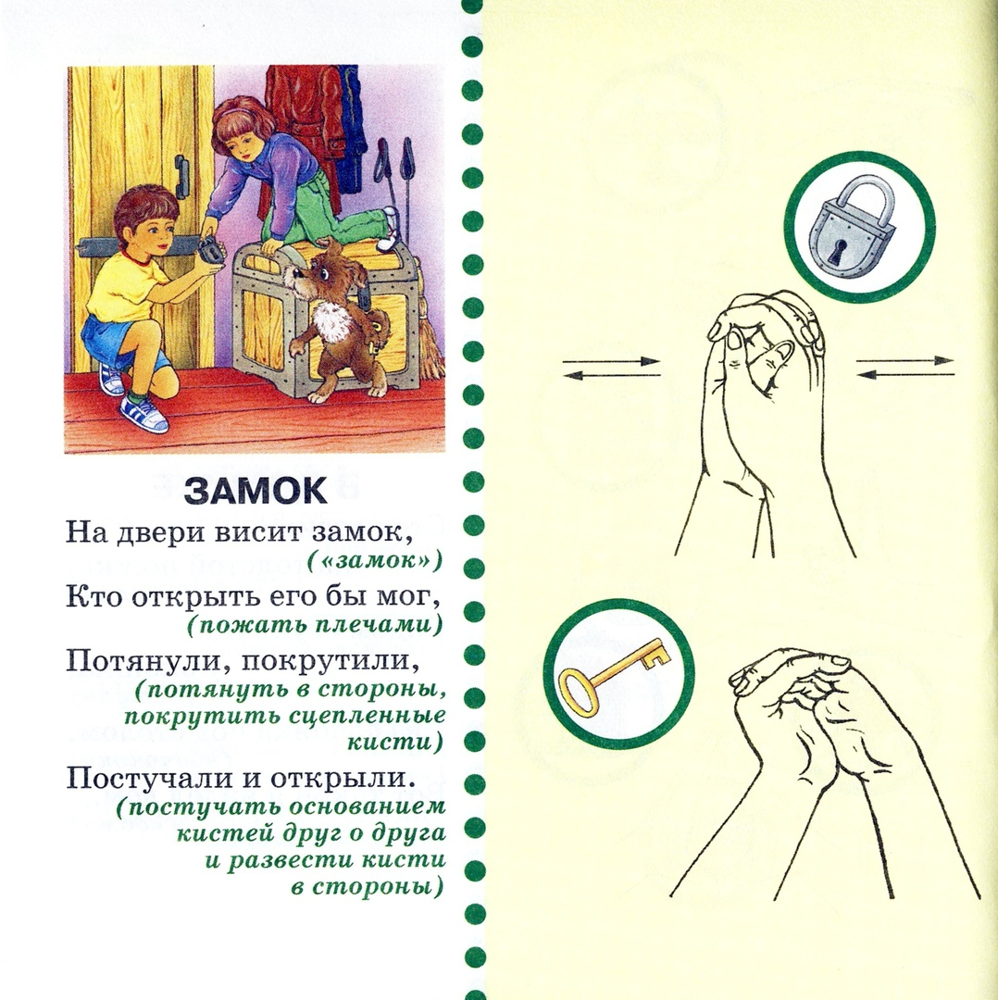 ЗАМОК
На двери висит замок,
(«замок»)
Кто открыть его бы мог,
(пожать плечами)
Потянули, покрутили,
(потянуть в стороны,
покрутить сцепленные
кисти)
Постучали и открыли.
(постучать основанием
кистей друг о друга
и развести кисти
в стороны)